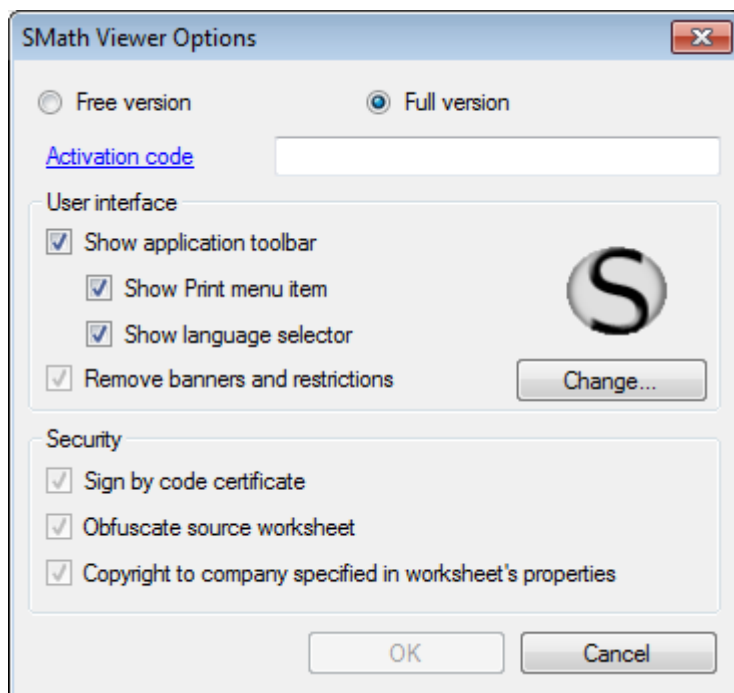 SMath Viewer Options
Free version Full version
Activation code
User interface
Show application toolbar
Show Print menu item
Show language selector
Remove banners and restrictions
S
Change...
Security
Sign by code certificate
Obfuscate source worksheet
Copyright to company specified in worksheet's properties
OK Cancel